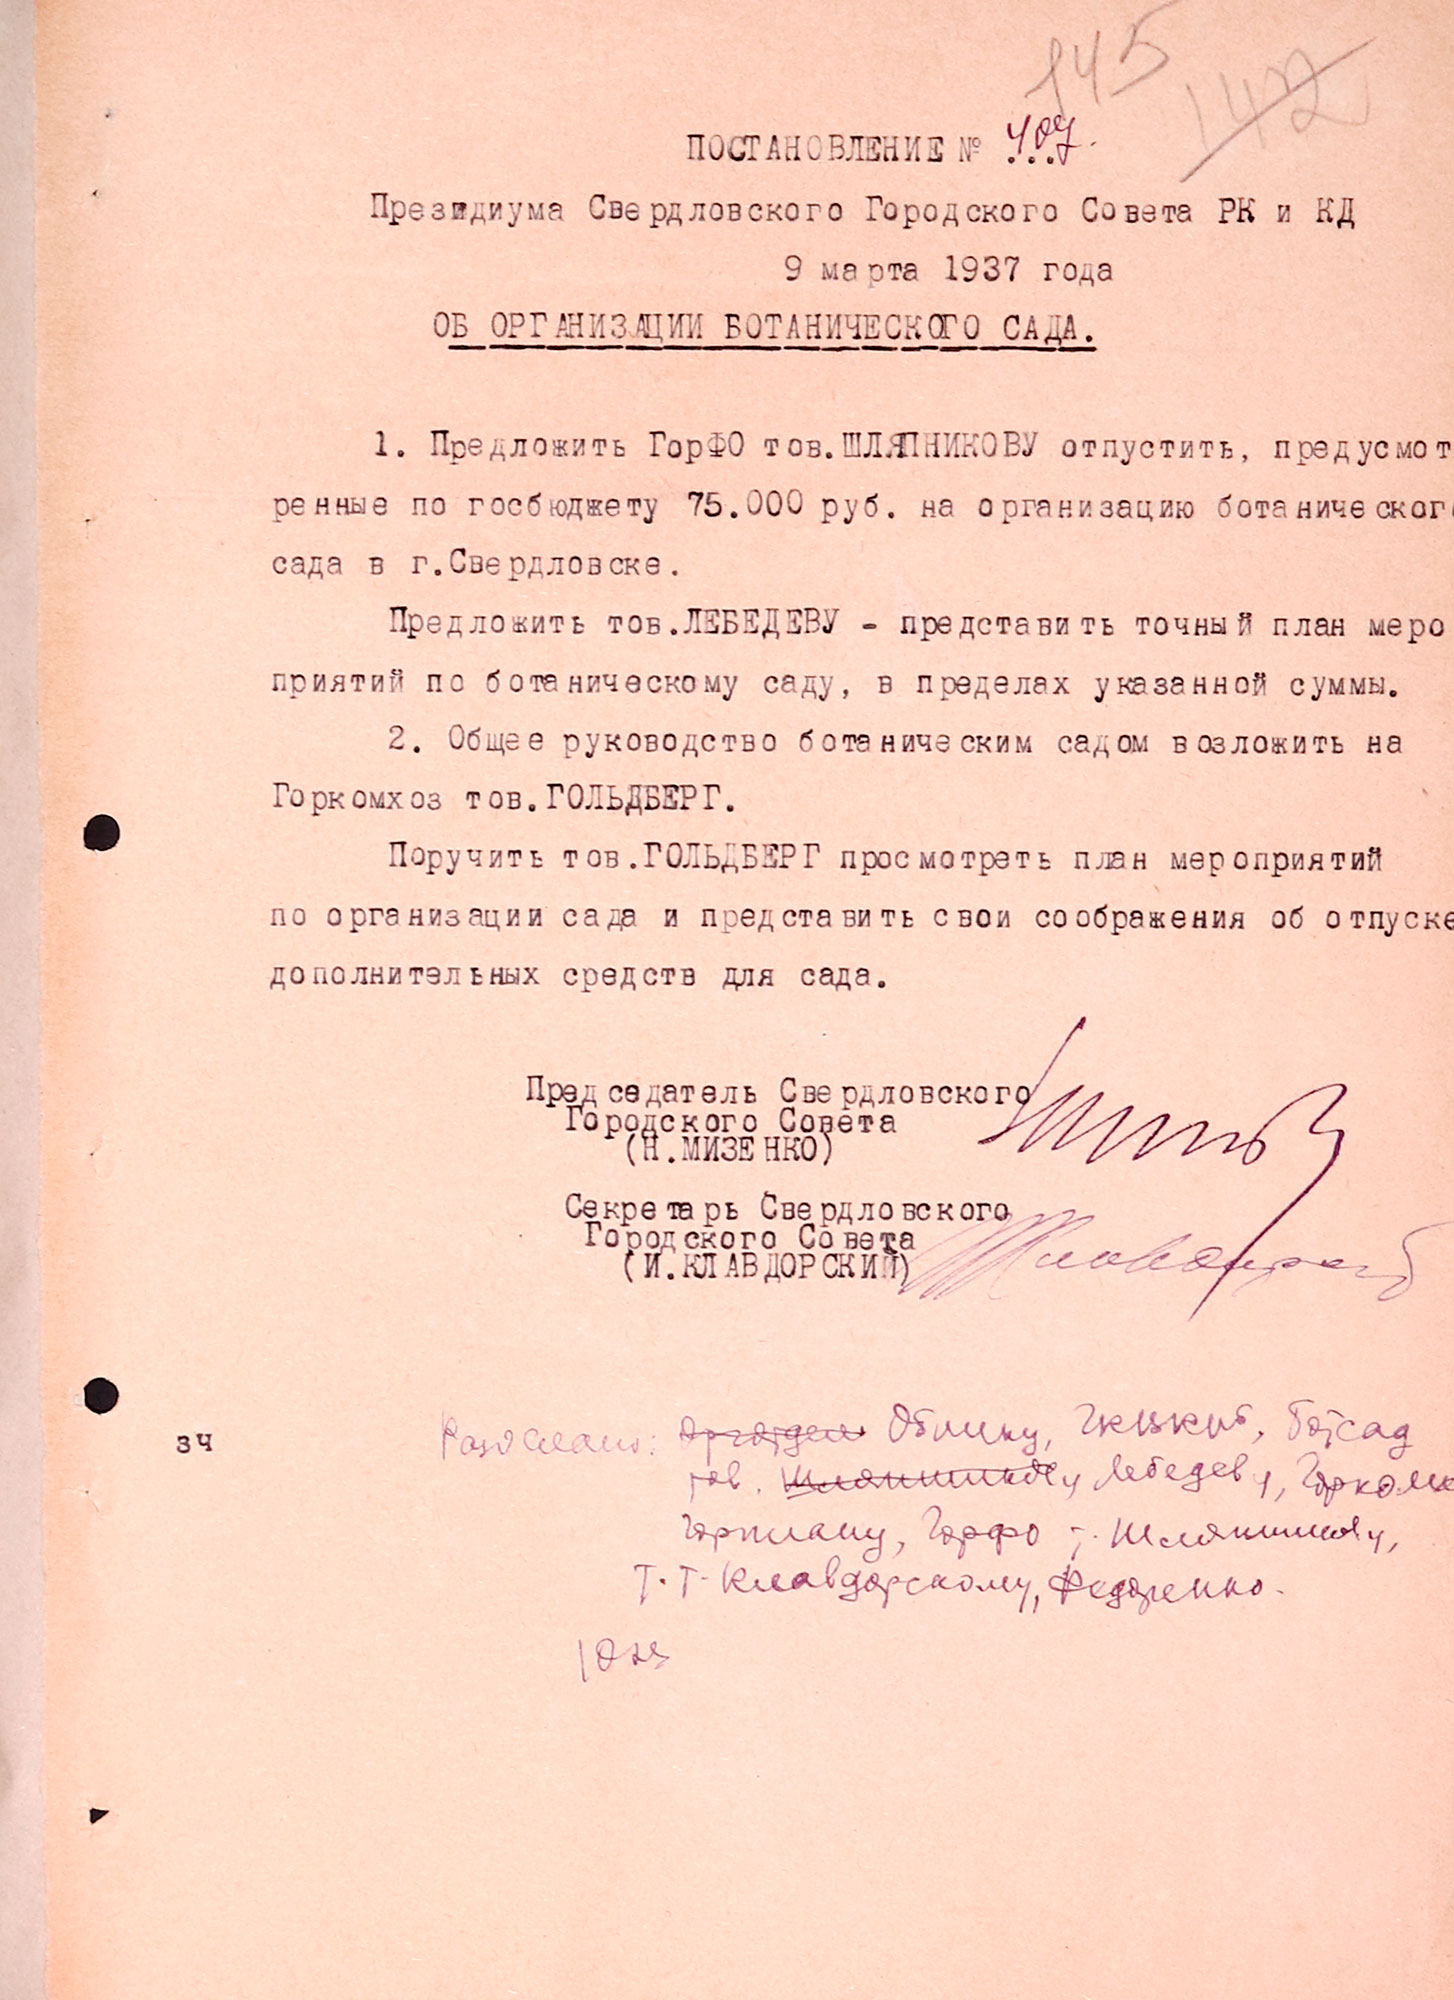 145
142
ПОСТАНОВЛЕНИЕ № 407.
Президиума Свердловского Городского Совета РК и КД
9 марта 1937 года
ОБ ОРГАНИЗАЦИИ БОТАНИЧЕСКОГО САДА.
1. Предложить ГорФО тов.ШЛЯПНИКОВУ отпустить, предусмот
ренные по госбюджету 75.000 руб. на организацию ботаническог
сада в г.Свердловске.
Предложить тов.ЛЕБЕДЕВУ - представить точный план меро
приятий по ботаническому саду, в пределах указанной суммы.
2. Общее руководство ботаническим садом возложить на
Горкомхоз тов.ГОЛЬДБЕРГ.
Поручить тов.ГОЛЬДБЕРГ просмотреть план мероприятий
по организации сада и представить свои соображения об отпуске
дополнительных средств для сада.
Председатель Свердловского
Городского Совета
(Н.МИЗЕНКО)
Секретарь Свердловского
Городского Совета
(И.КЛАВДОРСКИЙ)
зч
Разослано: Облику, Ботсад
тов. Шляпникову Лебедеву, Горкомх
Горплану, Горфо т. Шляпникову,
т.т. Клавдорскому, Федоренко.